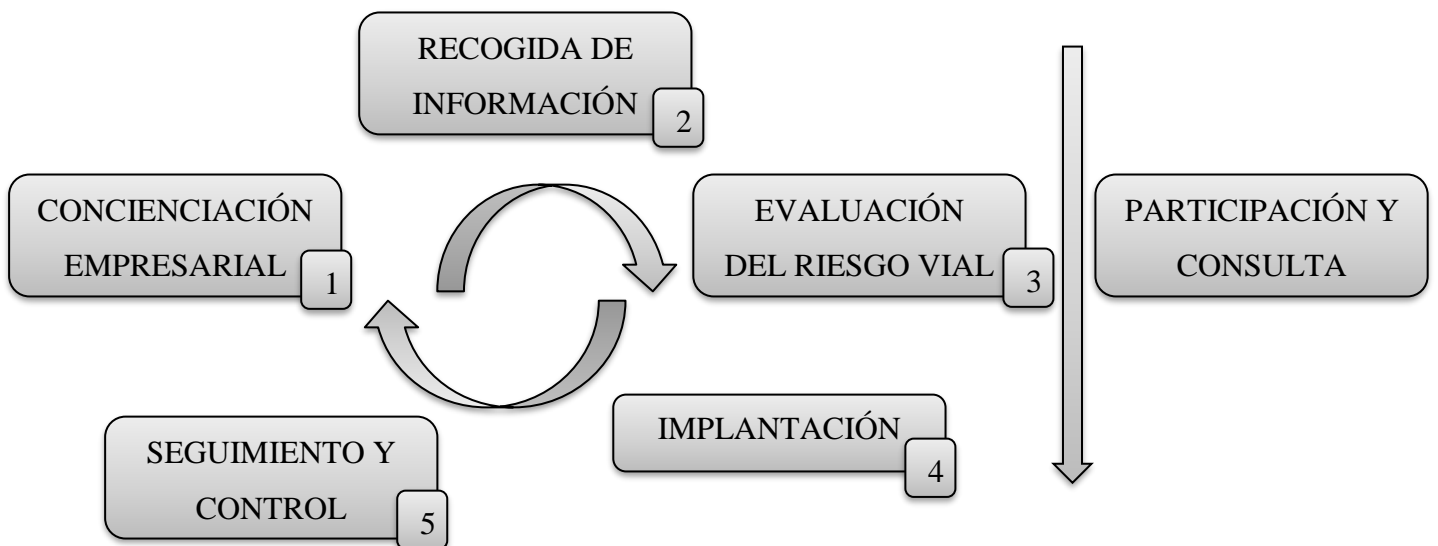 RECOGIDA DE
INFORMACIÓN
2
CONCIENCIACIÓN
EMPRESARIAL
1
EVALUACIÓN
DEL RIESGO VIAL
3
PARTICIPACIÓN Y
CONSULTA
IMPLANTACIÓN
4
SEGUIMIENTO Y
CONTROL
5